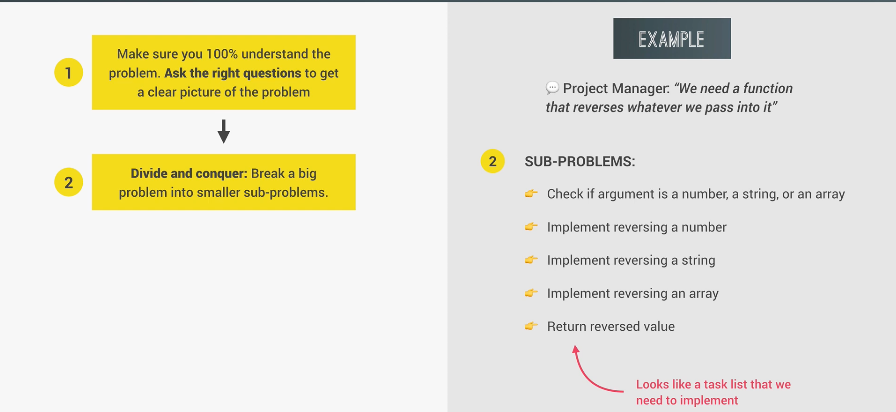 1
Make sure you 100% understand the
problem. Ask the right questions to get
a clear picture of the problem
2
Divide and conquer: Break a big
problem into smaller sub-problems.
EXAMPLE
💬 Project Manager: “We need a function
that reverses whatever we pass into it”
2 SUB-PROBLEMS:
👉 Check if argument is a number, a string, or an array
👉 Implement reversing a number
👉 Implement reversing a string
👉 Implement reversing an array
👉 Return reversed value
Looks like a task list that we
need to implement